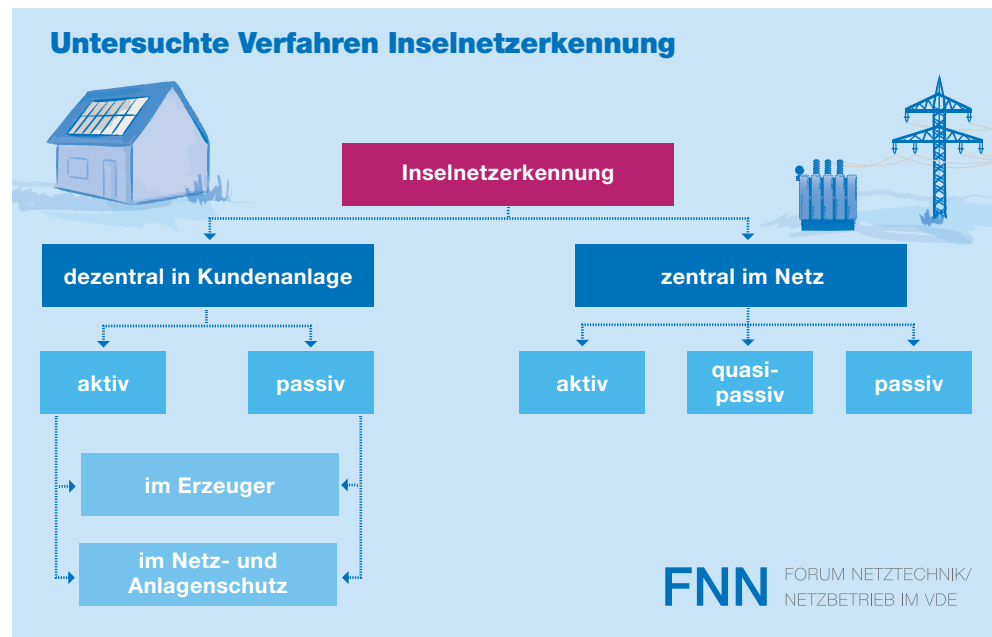 Untersuchte Verfahren Inselnetzerkennung
Inselnetzerkennung
dezentral in Kundenanlage
zentral im Netz
aktiv
passiv
aktiv
quasi-
passiv
passiv
im Erzeuger
im Netz- und
Anlagenschutz
FNN
FORUM NETZTECHNIK/
NETZBETRIEB IM VDE